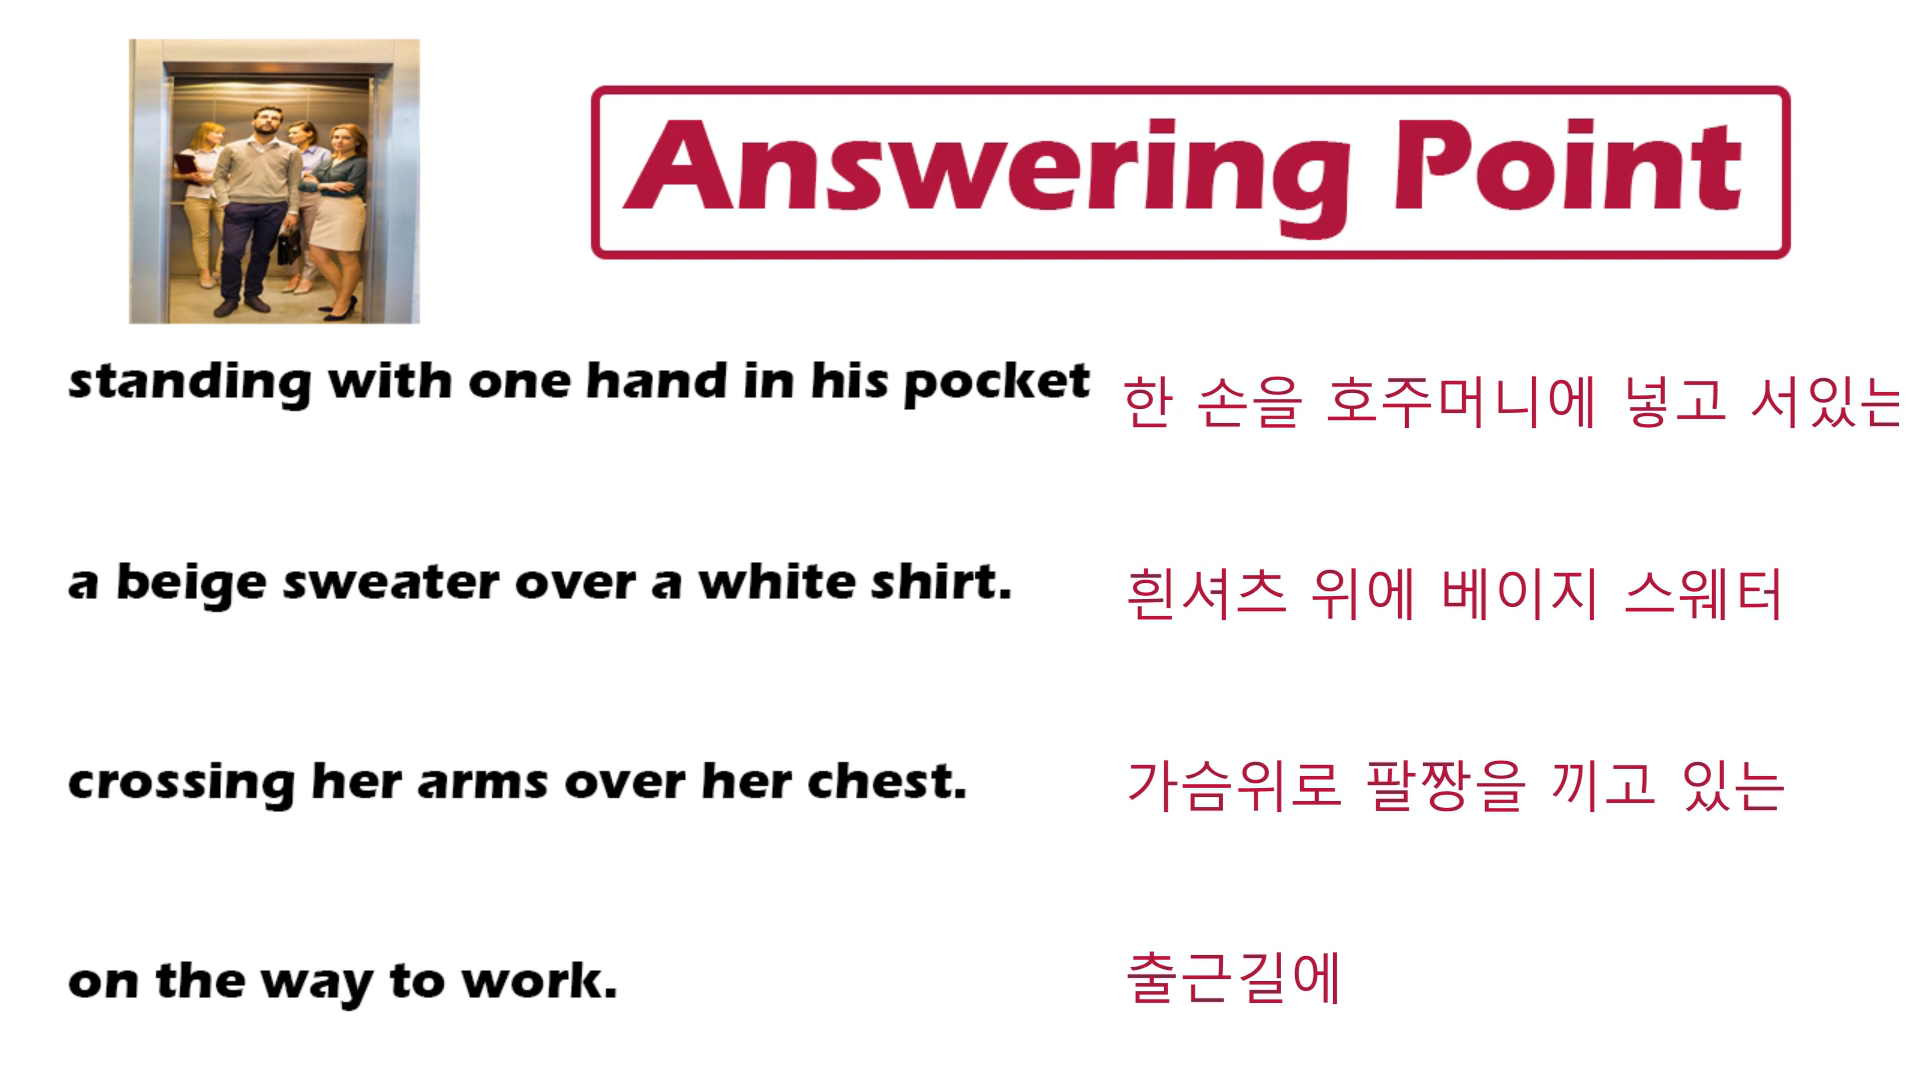 Answering Point
standing with one hand in his pocket 한 손을 호주머니에 넣고 서있는
a beige sweater over a white shirt. 흰셔츠 위에 베이지 스웨터
crossing her arms over her chest. 가슴위로 팔짱을 끼고 있는
on the way to work. 출근길에